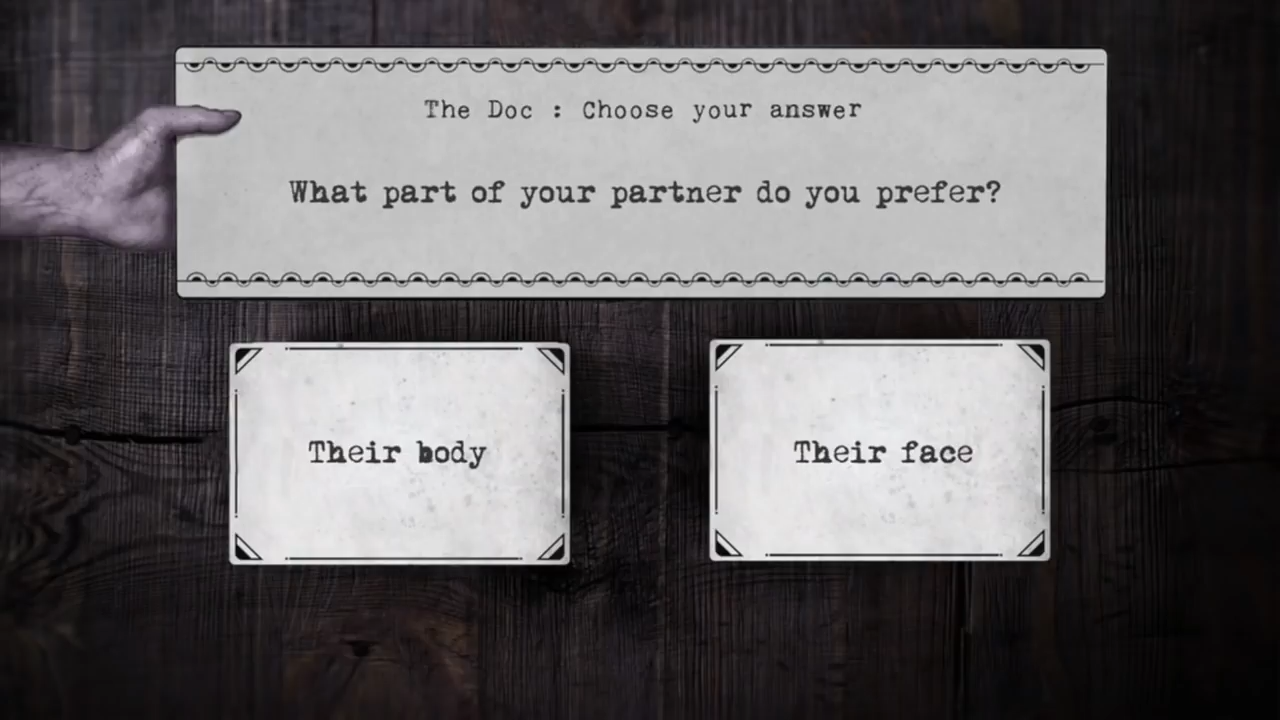 The Doc : Choose your answer
What part of your partner do you prefer?
Their body
Their face